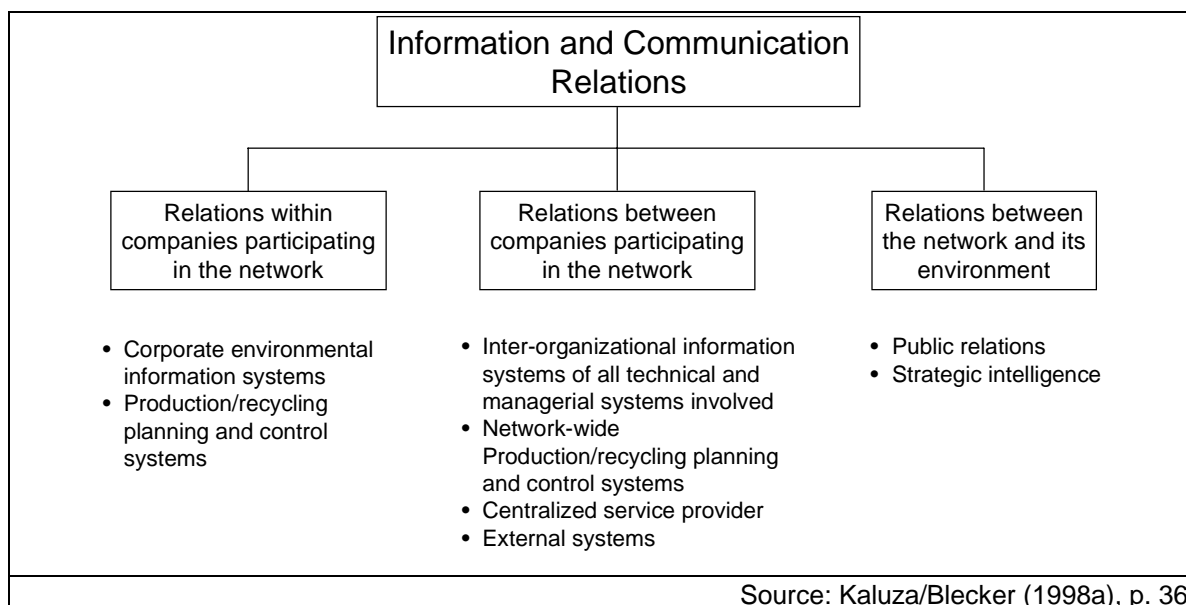 Information and Communication
Relations
Relations within
companies participating
in the network
Relations between
companies participating
in the network
Relations between
the network and its
environment
• Corporate environmental
information systems
• Production/recycling
planning and control
systems
• Inter-organizational information
systems of all technical and
managerial systems involved
• Network-wide
Production/recycling planning
and control systems
• Centralized service provider
• External systems
• Public relations
• Strategic intelligence
Source: Kaluza/Blecker (1998a), p. 36